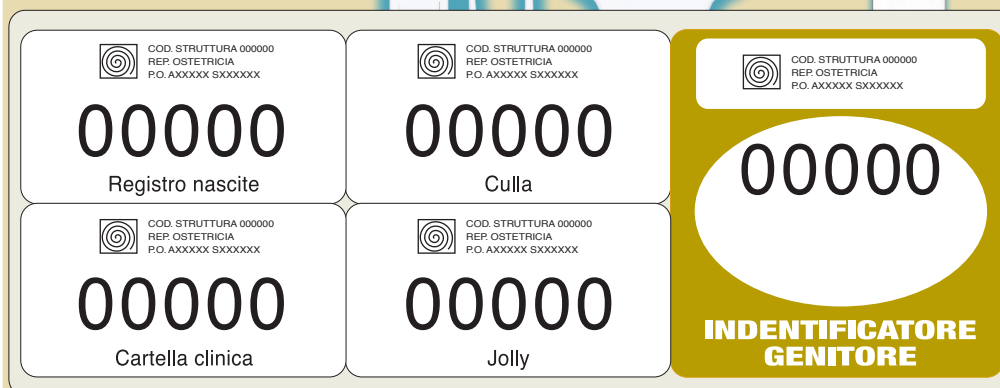 COD. STRUTTURA 000000
REP. OSTETRICIA
P.O. AXXXXX SXXXXXX
00000
Registro nascite
COD. STRUTTURA 000000
REP. OSTETRICIA
P.O. AXXXXX SXXXXXX
00000
Culla
COD. STRUTTURA 000000
REP. OSTETRICIA
P.O. AXXXXX SXXXXXX
00000
Cartella clinica
COD. STRUTTURA 000000
REP. OSTETRICIA
P.O. AXXXXX SXXXXXX
00000
Jolly
COD. STRUTTURA 000000
REP. OSTETRICIA
P.O. AXXXXX SXXXXXX
00000
INDENTIFICATORE
GENITORE